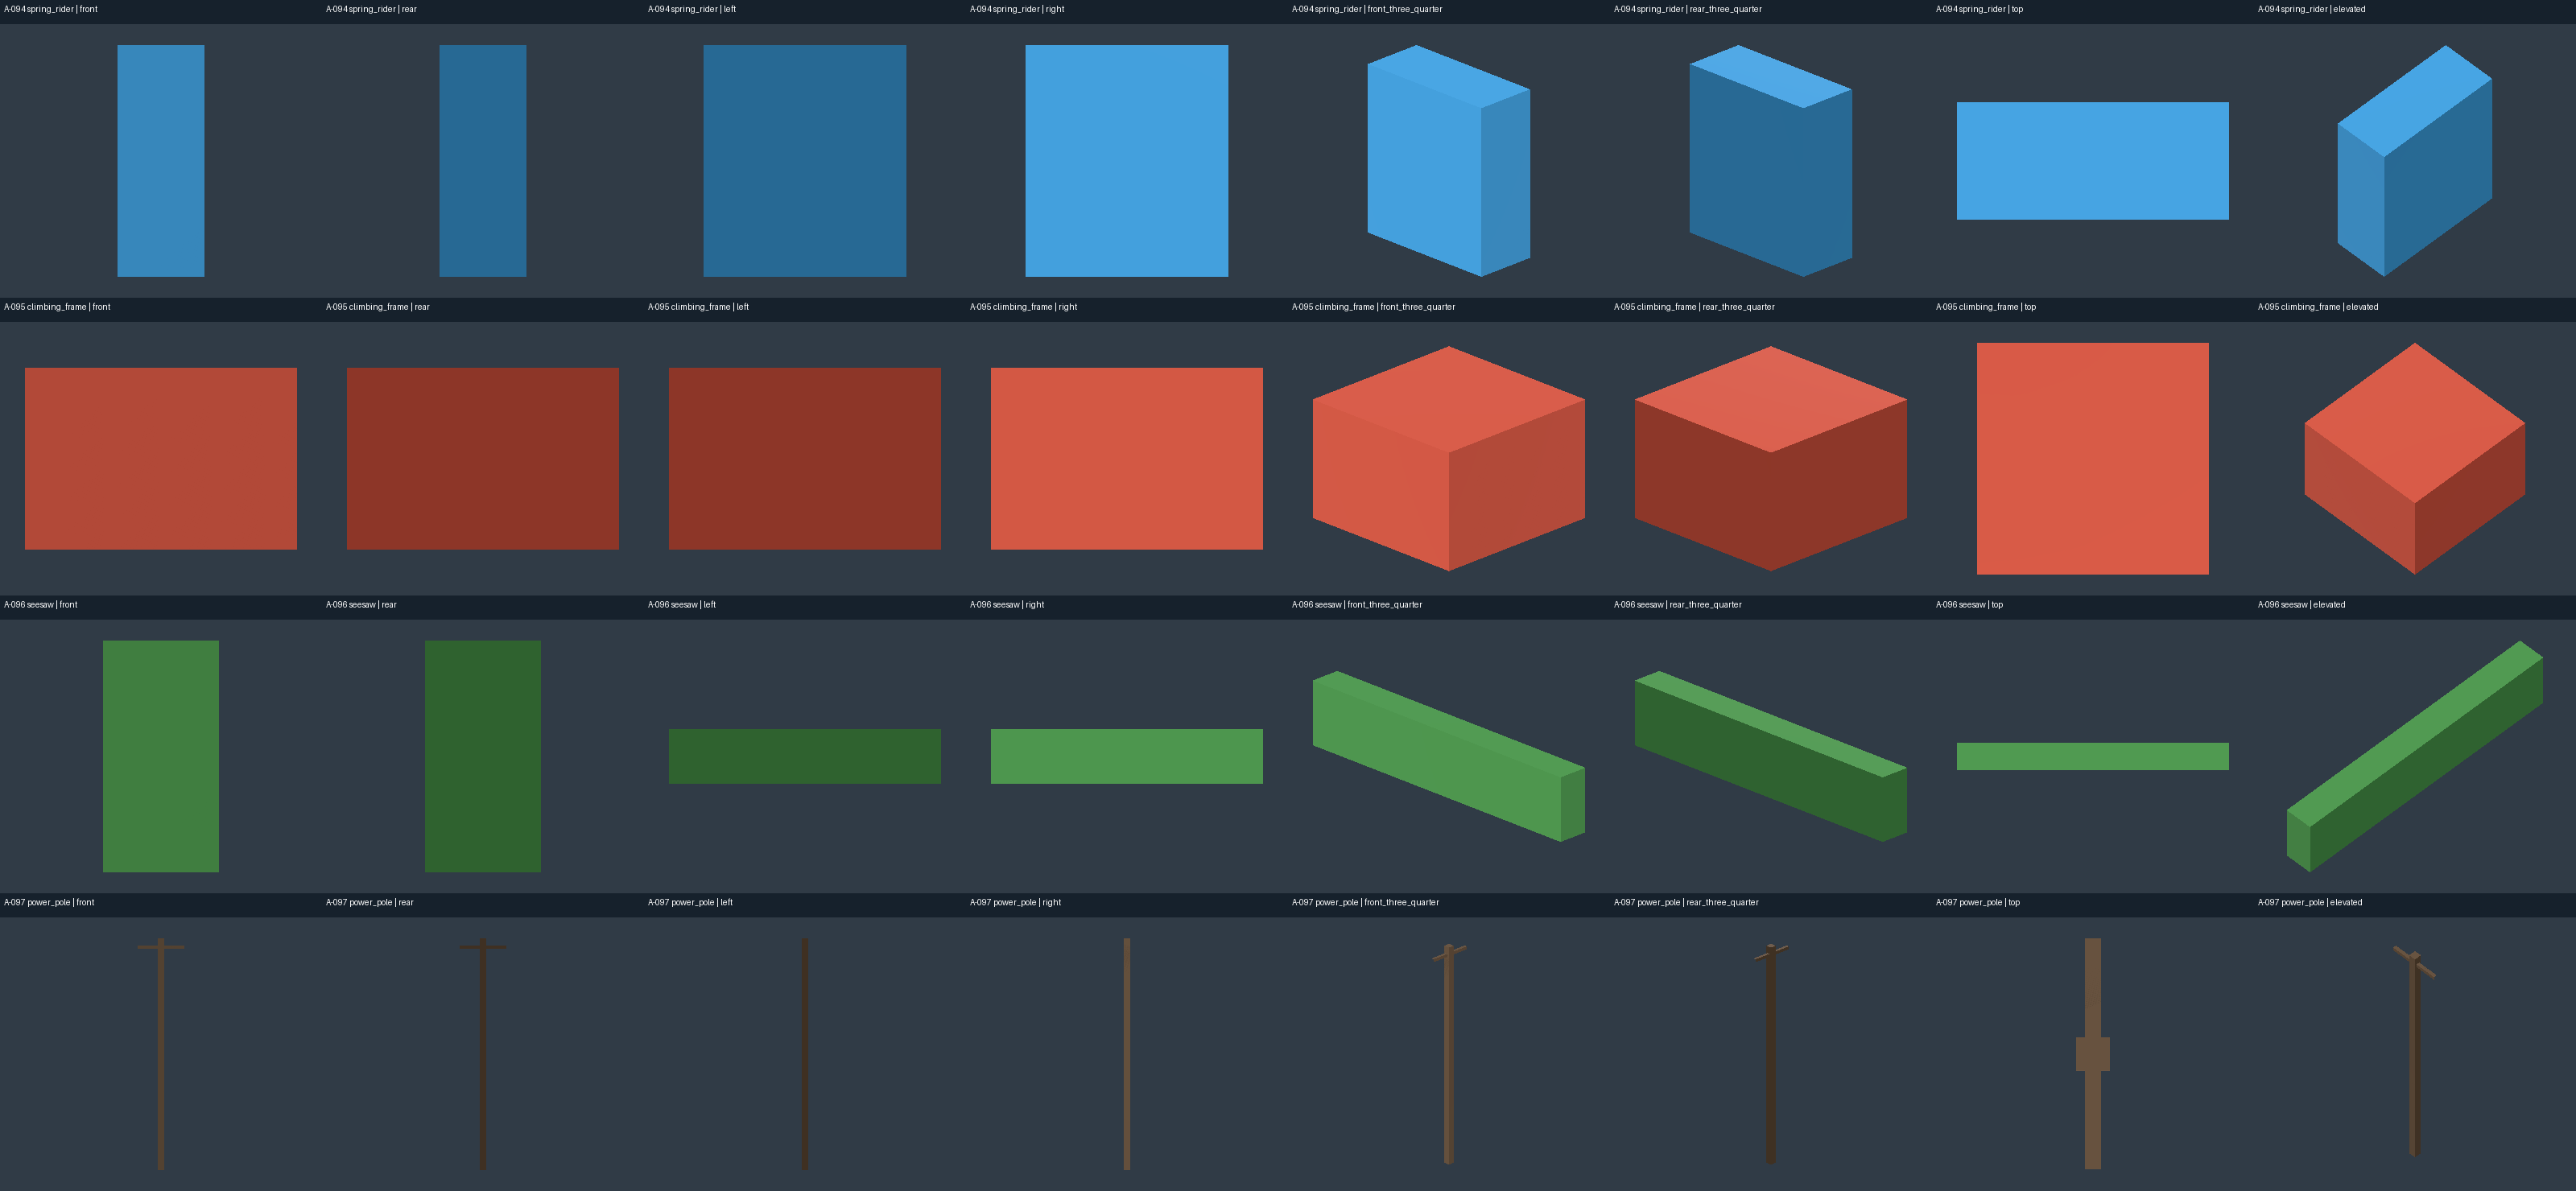 A-094 spring_rider | front
A-094 spring_rider | rear
A-094 spring_rider | left
A-094 spring_rider | right
A-094 spring_rider | front_three_quarter
A-094 spring_rider | rear_three_quarter
A-094 spring_rider | top
A-094 spring_rider | elevated
A-095 climbing_frame | front
A-095 climbing_frame | rear
A-095 climbing_frame | left
A-095 climbing_frame | right
A-095 climbing_frame | front_three_quarter
A-095 climbing_frame | rear_three_quarter
A-095 climbing_frame | top
A-095 climbing_frame | elevated
A-096 seesaw | front
A-096 seesaw | rear
A-096 seesaw | left
A-096 seesaw | right
A-096 seesaw | front_three_quarter
A-096 seesaw | rear_three_quarter
A-096 seesaw | top
A-096 seesaw | elevated
A-097 power_pole | front
A-097 power_pole | rear
A-097 power_pole | left
A-097 power_pole | right
A-097 power_pole | front_three_quarter
A-097 power_pole | rear_three_quarter
A-097 power_pole | top
A-097 power_pole | elevated